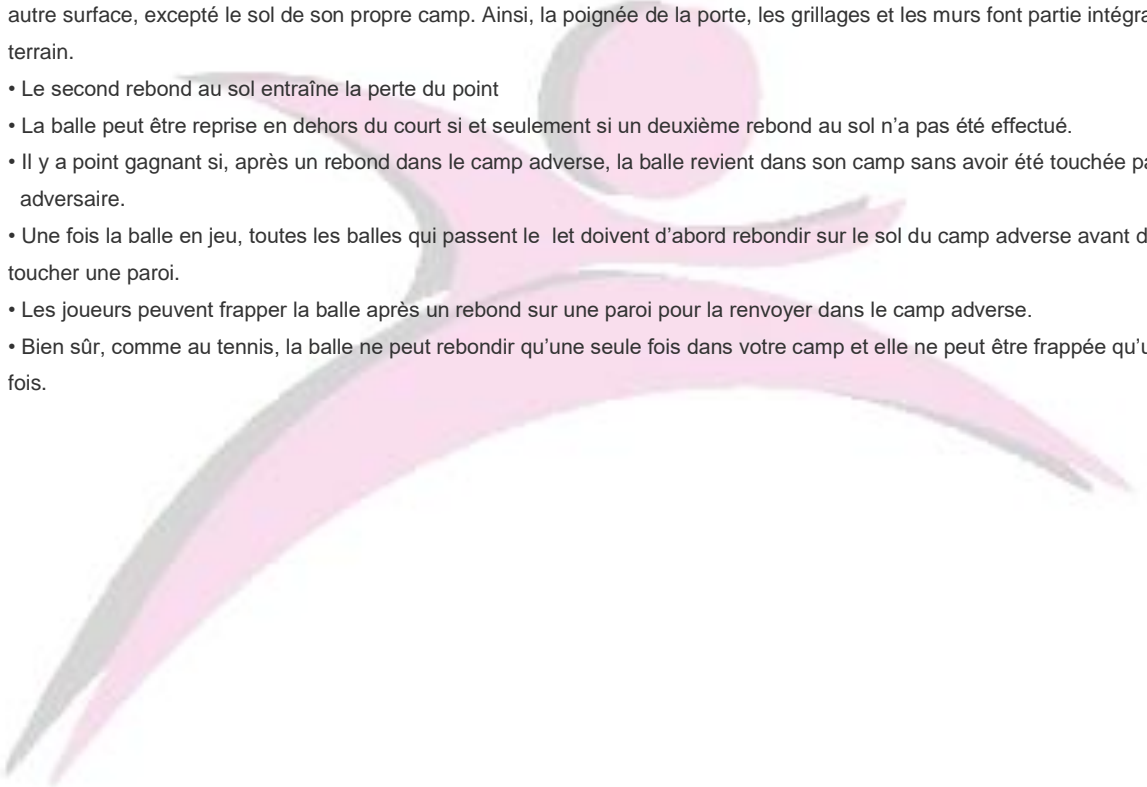 autre surface, excepté le sol de son propre camp. Ainsi, la poignée de la porte, les grillages et les murs font partie
terrain.
• Le second rebond au sol entraîne la perte du point
• La balle peut être reprise en dehors du court si et seulement si un deuxième rebond au sol n'a pas été effectué.
• Il y a point gagnant si, après un rebond dans le camp adverse, la balle revient dans son camp sans avoir été touchée
adversaire.
• Une fois la balle en jeu, toutes les balles qui passent le let doivent d'abord rebondir sur le sol du camp adverse avant
toucher une paroi.
• Les joueurs peuvent frapper la balle après un rebond sur une paroi pour la renvoyer dans le camp adverse.
• Bien sûr, comme au tennis, la balle ne peut rebondir qu'une seule fois dans votre camp et elle ne peut être frappée
fois.